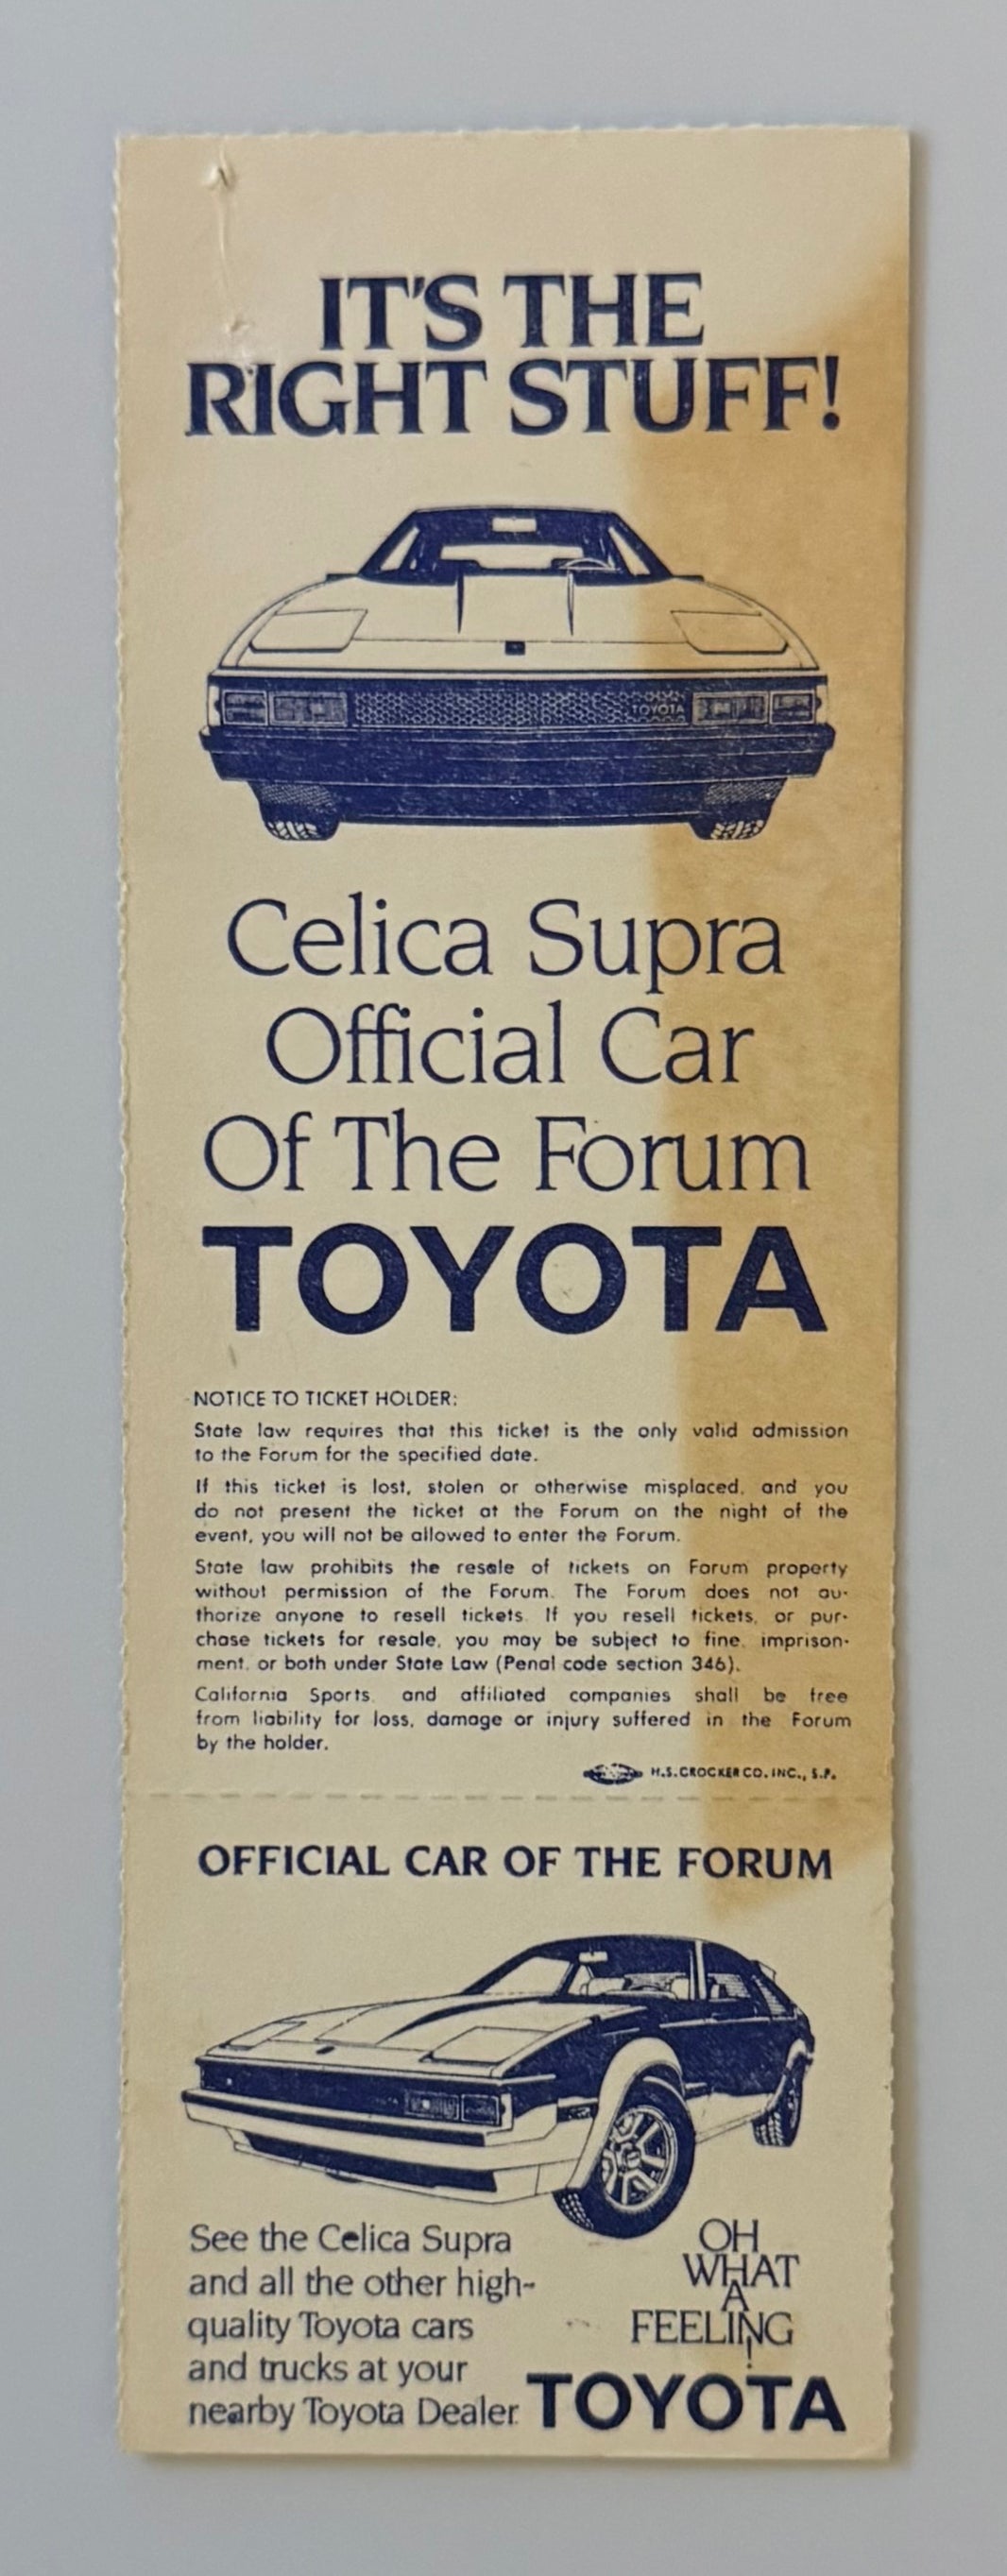 IT'S THE
RIGHT STUFF!
TOYOTA
Celica Supra
Official Car
Of The Forum
TOYOTA
NOTICE TO TICKET HOLDER:
State law requires that this ticket is the only valid admission
to the Forum for the specified date.
If this ticket is lost, stolen or otherwise misplaced, and you
do not present the ticket at the Forum on the night of the
event, you will not be allowed to enter the Forum.
State law prohibits the resale of tickets on Forum property
without permission of the Forum. The Forum does not au-
thorize anyone to resell tickets. If you resell tickets, or pur-
chase tickets for resale, you may be subject to fine, imprison-
ment, or both under State Law (Penal code section 346).
California Sports, and affiliated companies shall be free
from liability for loss, damage or injury suffered in the Forum
by the holder.
H.S. CROCKER CO. INC., S.F.
OFFICIAL CAR OF THE FORUM
See the Celica Supra
and all the other high-
quality Toyota cars
and trucks at your
nearby Toyota Dealer.
OH
WHAT
A
FEELING
!
TOYOTA